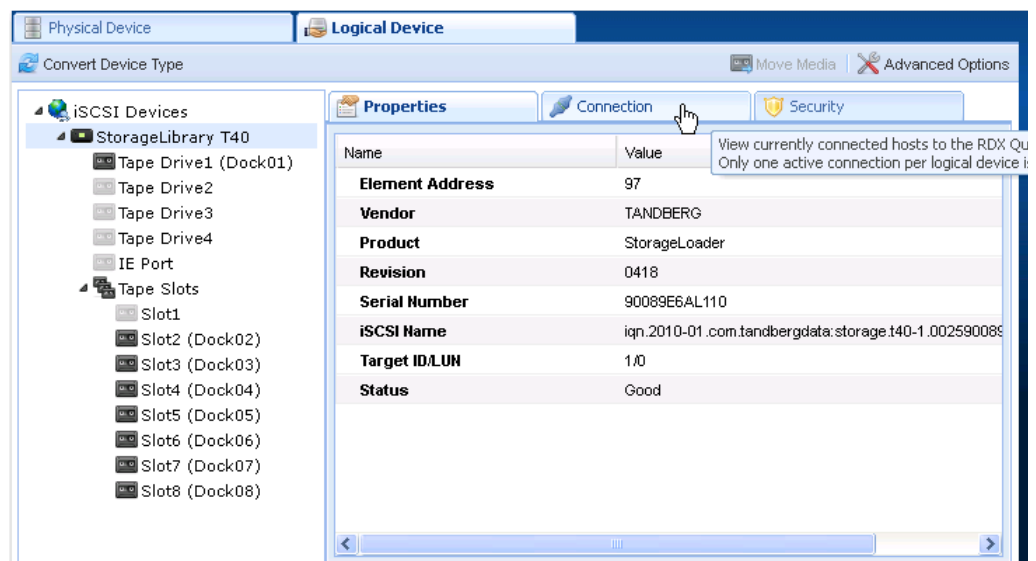 Physical Device
Logical Device
Convert Device Type
Move Media
Advanced Options
iSCSI Devices
StorageLibrary T40
Tape Drive1 (Dock01)
Tape Drive2
Tape Drive3
Tape Drive4
IE Port
Tape Slots
Slot1
Slot2 (Dock02)
Slot3 (Dock03)
Slot4 (Dock04)
Slot5 (Dock05)
Slot6 (Dock06)
Slot7 (Dock07)
Slot8 (Dock08)
Properties
Connection
Security
View currently connected hosts to the RDX Qu
Only one active connection per logical device is
Name Value
Element Address 97
Vendor TANDBERG
Product StorageLoader
Revision 0418
Serial Number 90089E6AL110
iSCSI Name iqn.2010-01.com.tandbergdata:storage.t40-1.002590089
Target ID/LUN 1/0
Status Good